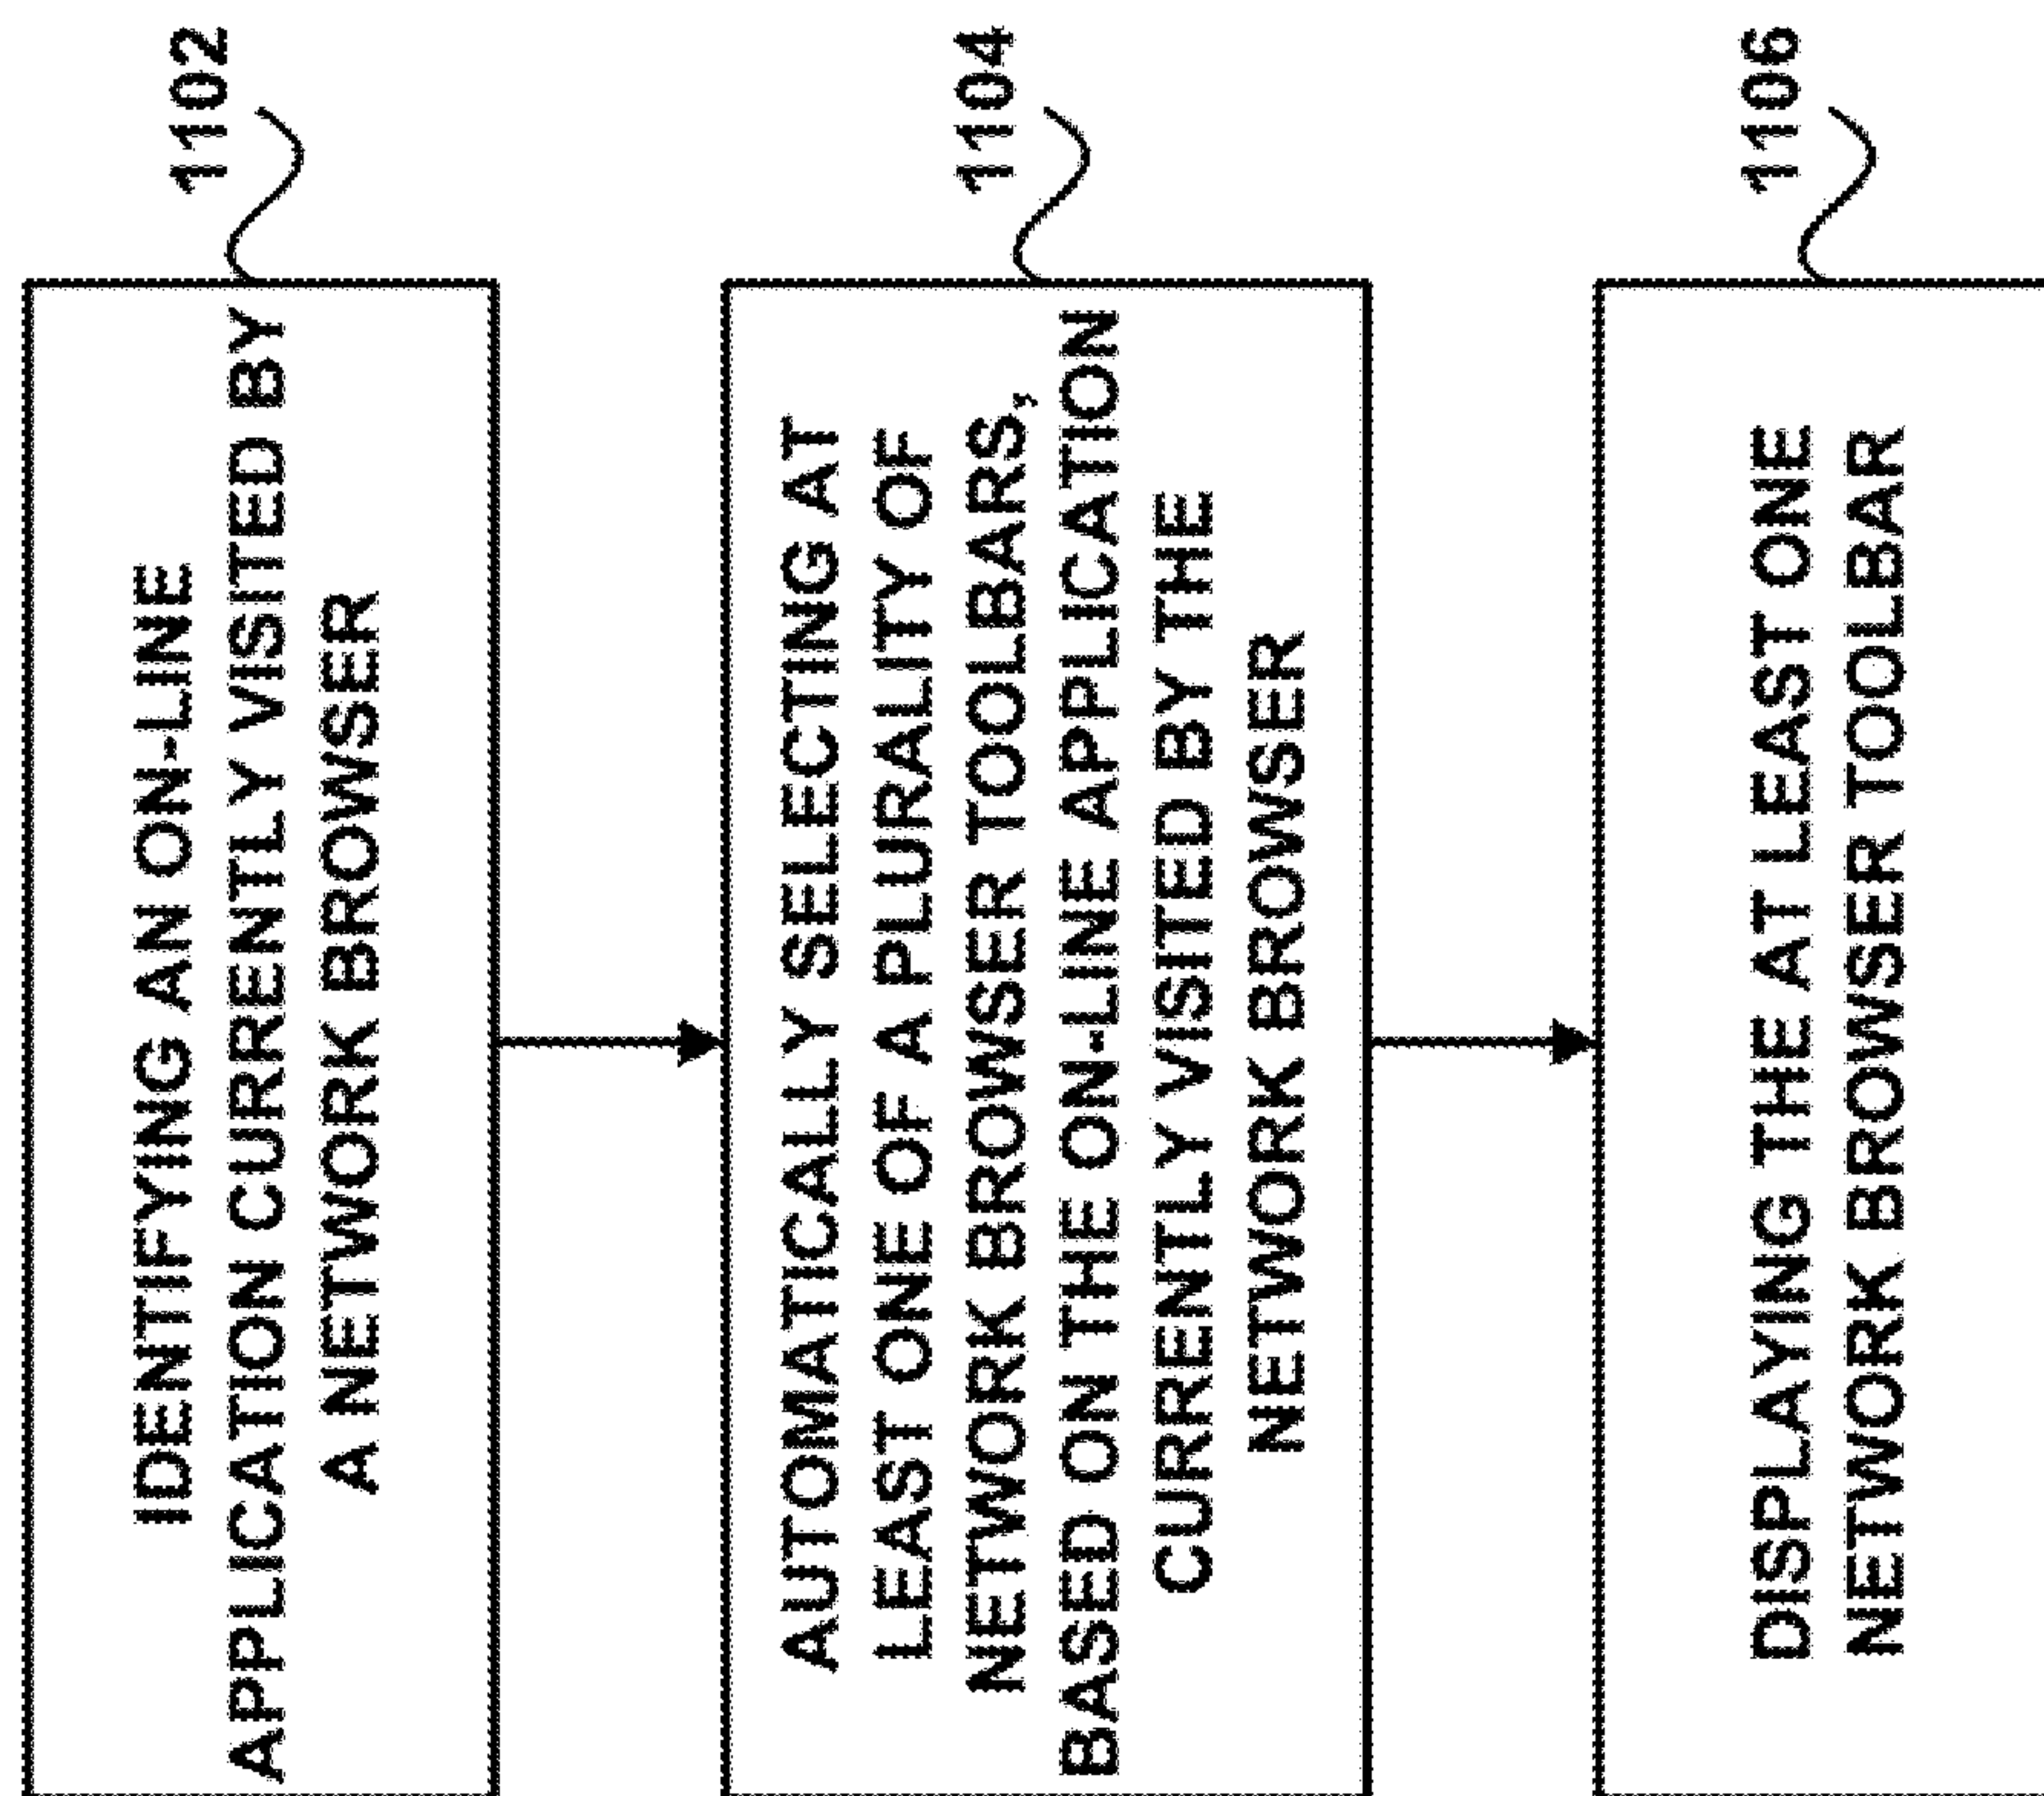 1102
IDENTIFYING AN ON-LINE
APPLICATION CURRENTLY VISITED BY
A NETWORK BROWSER
1104
AUTOMATICALLY SELECTING AT
LEAST ONE OF A PLURALITY OF
NETWORK BROWSER TOOLBARS,
BASED ON THE ON-LINE APPLICATION
CURRENTLY VISITED BY THE
NETWORK BROWSER
1106
DISPLAYING THE AT LEAST ONE
NETWORK BROWSER TOOLBAR